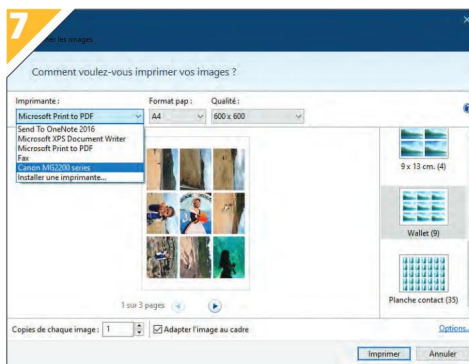 7
les images
Comment voulez-vous imprimer vos images ?
Imprimante : Format pap : Qualité :
Microsoft Print to PDF A4 600 x 600
Send To OneNote 2016
Microsoft XPS Document Writer
Microsoft Print to PDF
Fax
Canon MG2200 series
Installer une imprimante...
9 x 13 cm. (4)
Wallet (9)
Planche contact (35)
1 sur 3 pages
Copies de chaque image : 1 Adapter l'image au cadre Options...
Imprimer Annuler